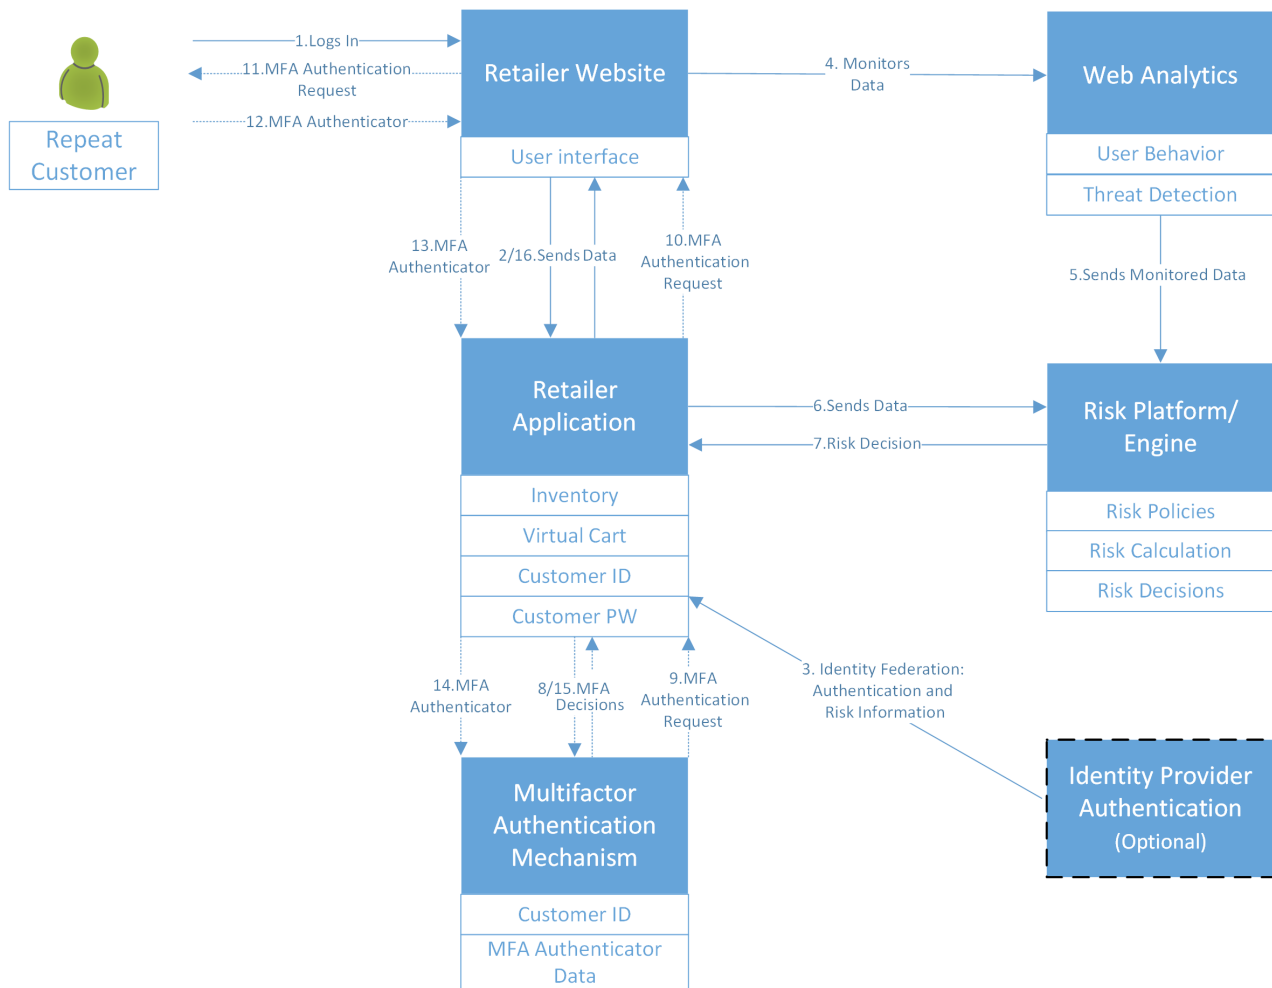 1.Logs In
11.MFA Authentication
Request
12.MFA Authenticator
Repeat
Customer
Retailer Website
User interface
4. Monitors
Data
Web Analytics
User Behavior
Threat Detection
13.MFA
Authenticator
2/16.Sends Data
10.MFA
Authentication
Request
5.Sends Monitored Data
Retailer
Application
Inventory
Virtual Cart
Customer ID
Customer PW
6.Sends Data
7.Risk Decision
Risk Platform/
Engine
Risk Policies
Risk Calculation
Risk Decisions
14.MFA
Authenticator
8/15.MFA
Decisions
9.MFA
Authentication
Request
3. Identity Federation:
Authentication and
Risk Information
Multifactor
Authentication
Mechanism
Customer ID
MFA Authenticator
Data
Identity Provider
Authentication
(Optional)